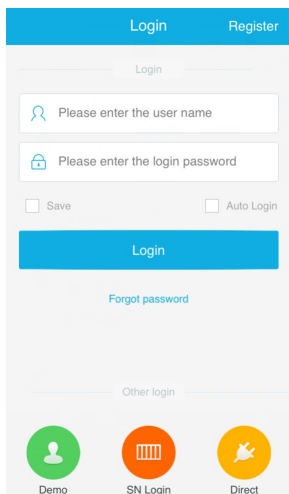 Login Register
Login
Please enter the user name
Please enter the login password
Save Auto Login
Login
Forgot password
Other login
Demo SN Login Direct